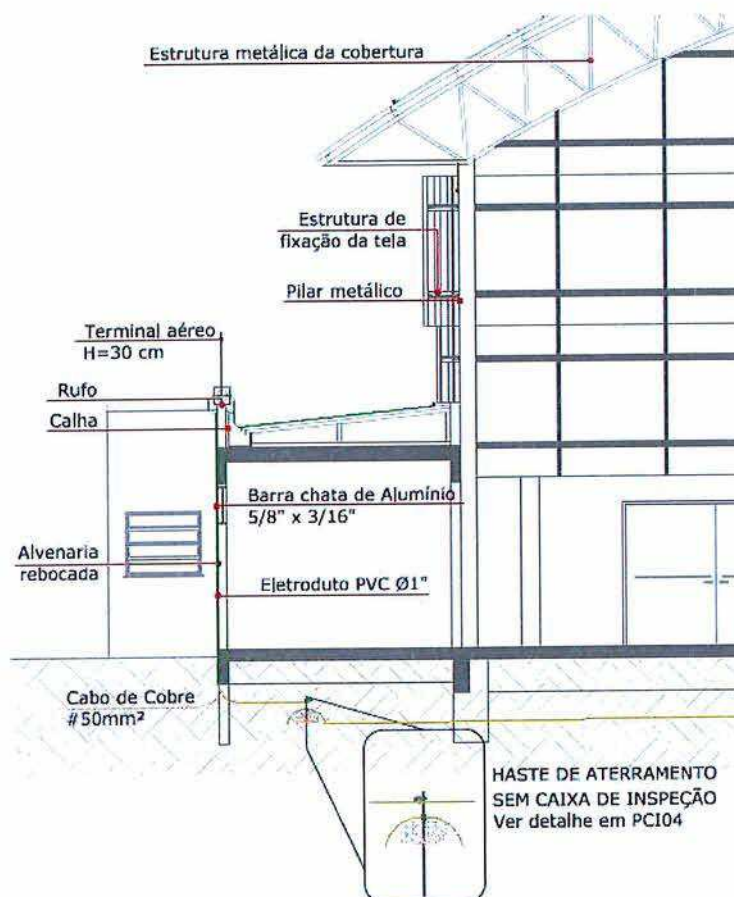 Estrutura metálica da cobertura
Estrutura de
fixação da tela
Pilar metálico
Terminal aéreo
H=30 cm
Rufo
Calha
Barra chata de Alumínio
5/8" x 3/16"
Alvenaria
rebocada
Eletroduto PVC Ø1"
Cabo de Cobre
#50mm²
HASTE DE ATERRAMENTO
SEM CAIXA DE INSPEÇÃO
Ver detalhe em PCI04